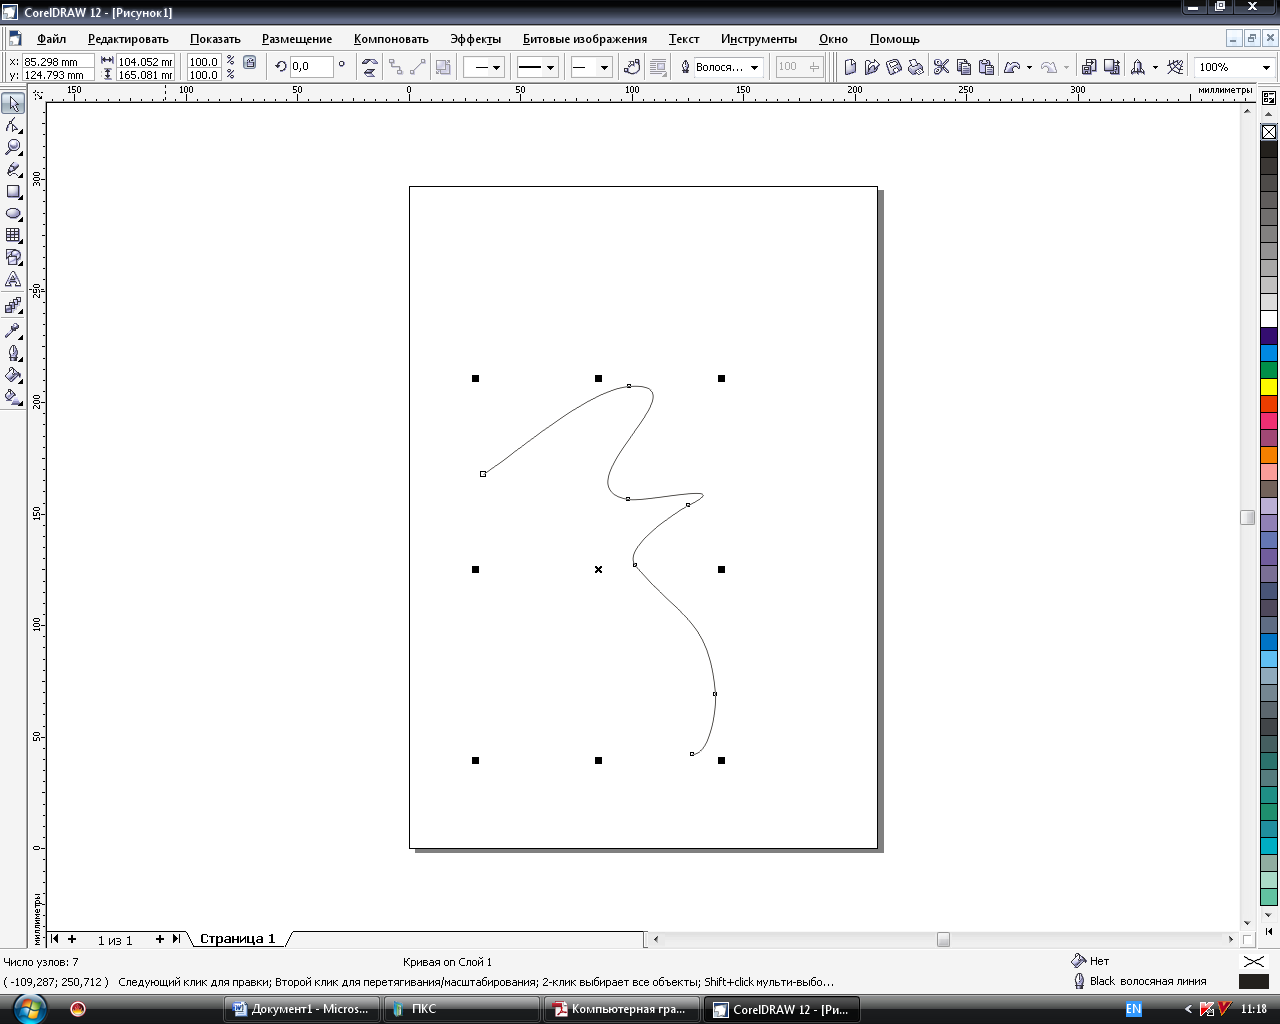 CorelDRAW 12 - [Рисунок1]
Файл Редактировать Показать Размещение Компоновать Эффекты Битовые изображения Текст Инструменты Окно Помощь
x: 85.298 mm 104.052 mm 100.0 % 0,0 ° Волося... 100 100%
y: 124.793 mm 165.081 mm 100.0 %
150 100 50 0 50 100 150 200 250 300 миллиметры
300
250
200
150
100
50
0
миллиметры
1 из 1 Страница 1
Число узлов: 7 Кривая on Слой 1 Нет
( -109,287; 250,712 ) Следующий клик для правки; Второй клик для перетягивания/масштабирования; 2-клик выбирает все объекты; Shift+click мульти-выбо... Black волосяная линия
Документ1 - Micros... ПКС Компьютерная гра... CorelDRAW 12 - [Ри... EN 11:18